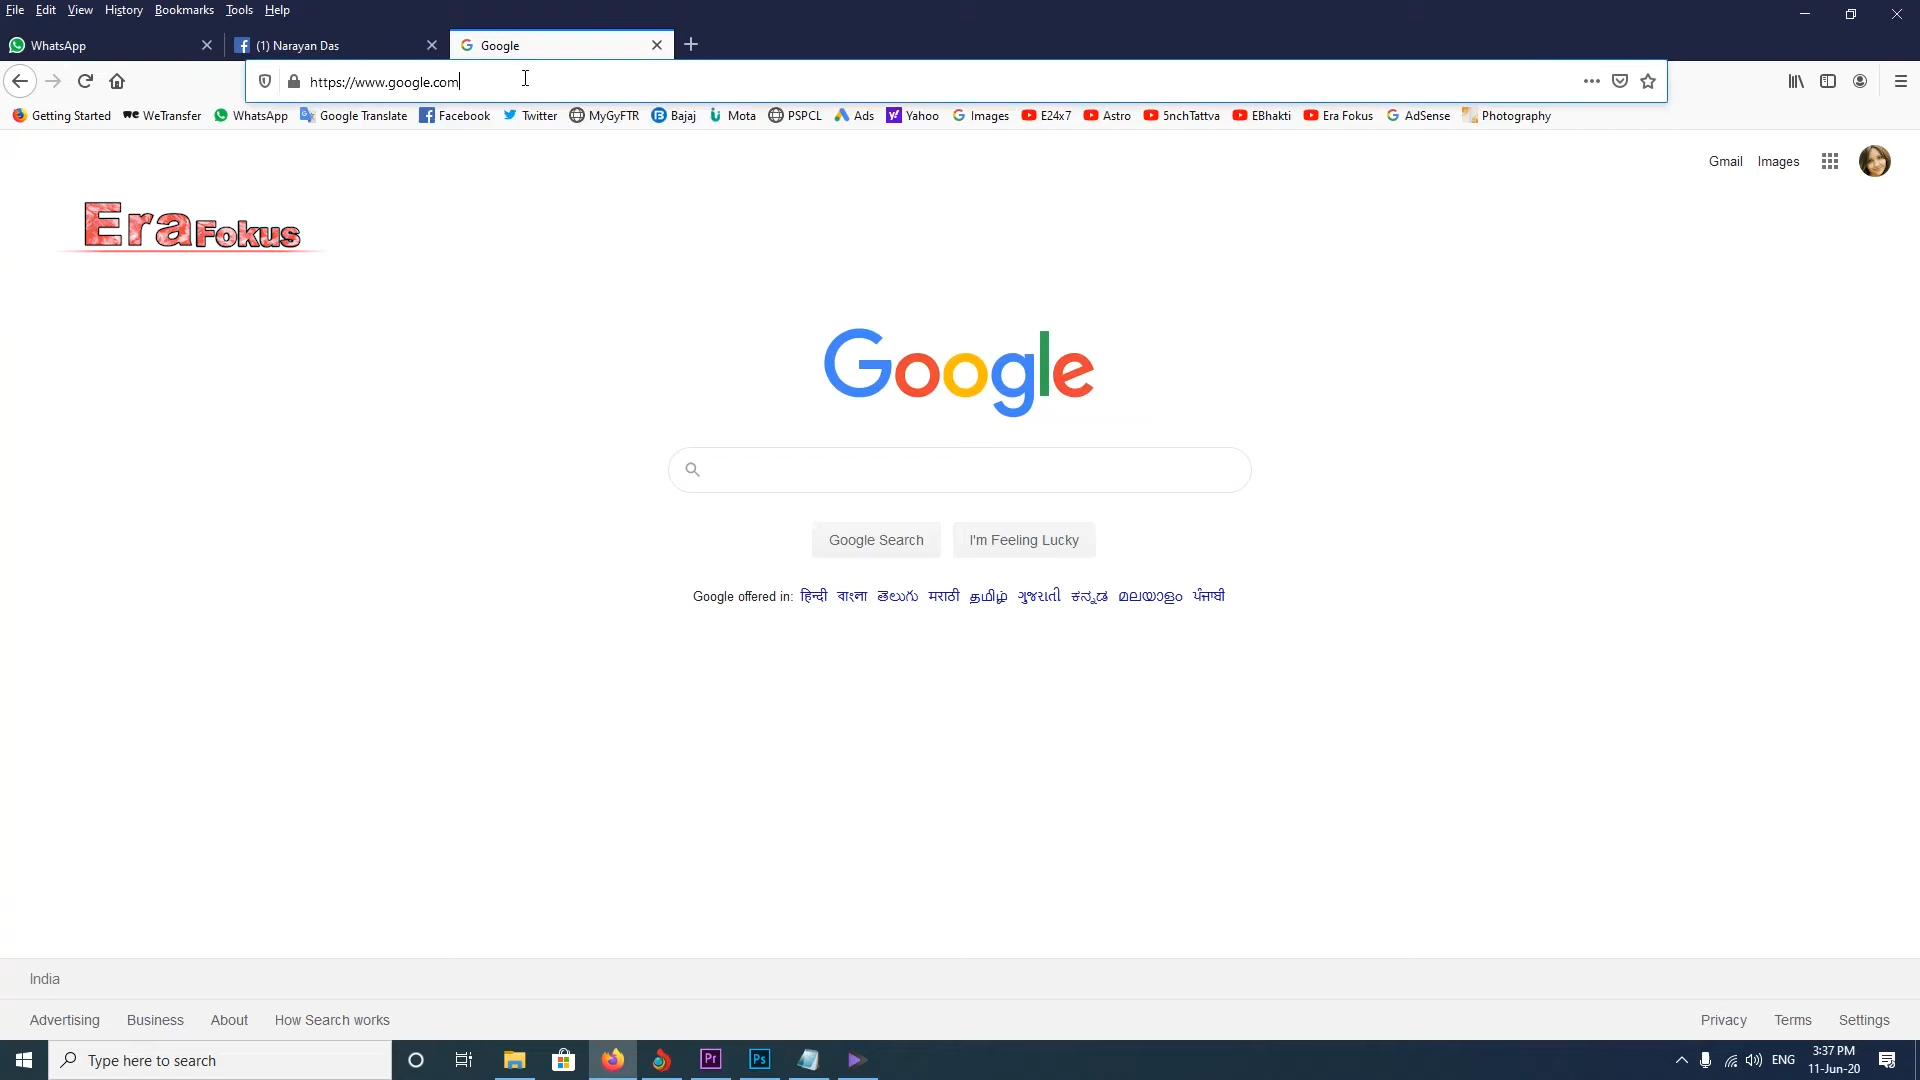 File Edit View History Bookmarks Tools Help
WhatsApp (1) Narayan Das Google
https://www.google.com
Getting Started WeTransfer WhatsApp Google Translate Facebook Twitter MyGyFTR Bajaj Mota PSPCL Ads Yahoo Images E24x7 Astro 5nchTattva EBhakti Era Fokus AdSense Photography
Gmail Images
Era Fokus
Google
Google Search I'm Feeling Lucky
Google offered in: हिन्दी বাংলা తెలుగు मराठी தமிழ் ગુજરાતી ಕನ್ನಡ മലയാളം ਪੰਜਾਬੀ
India
Advertising Business About How Search works Privacy Terms Settings
Type here to search Pr Ps ENG 3:37 PM
11-Jun-20